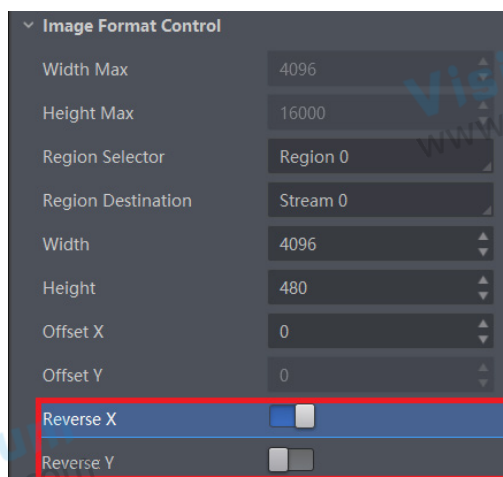 Image Format Control
Width Max 4096
Height Max 16000
Region Selector Region 0
Region Destination Stream 0
Width 4096
Height 480
Offset X 0
Offset Y 0
Reverse X
Reverse Y